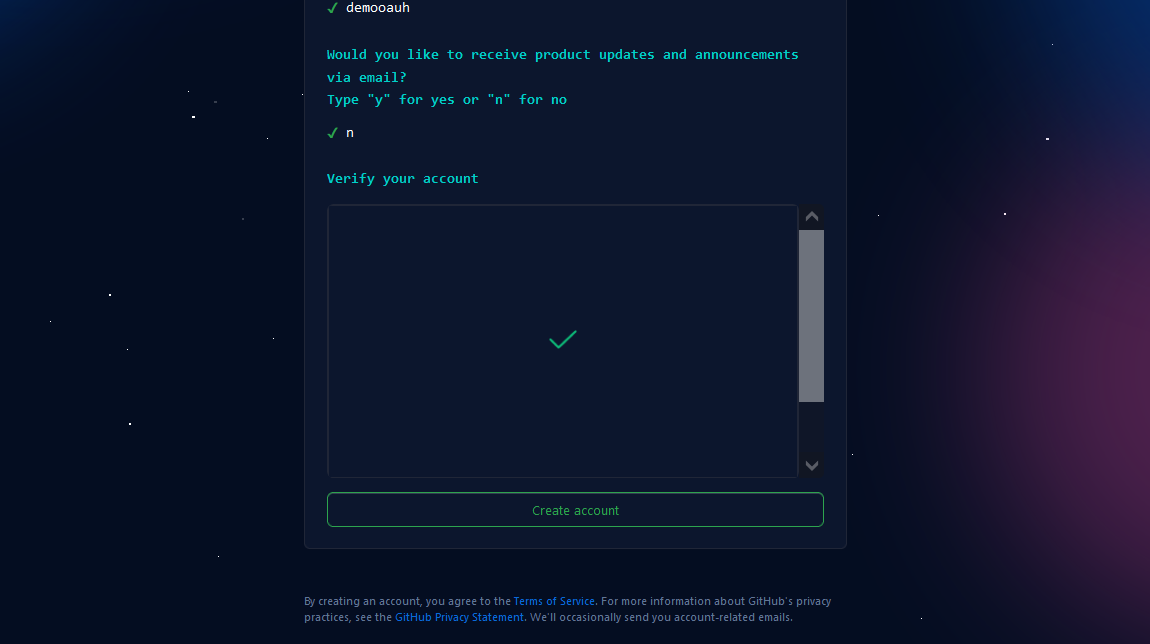 demooauh
Would you like to receive product updates and announcements
via email?
Type "y" for yes or "n" for no
n
Verify your account
Create account
By creating an account, you agree to the Terms of Service. For more information about GitHub's privacy
practices, see the GitHub Privacy Statement. We'll occasionally send you account-related emails.